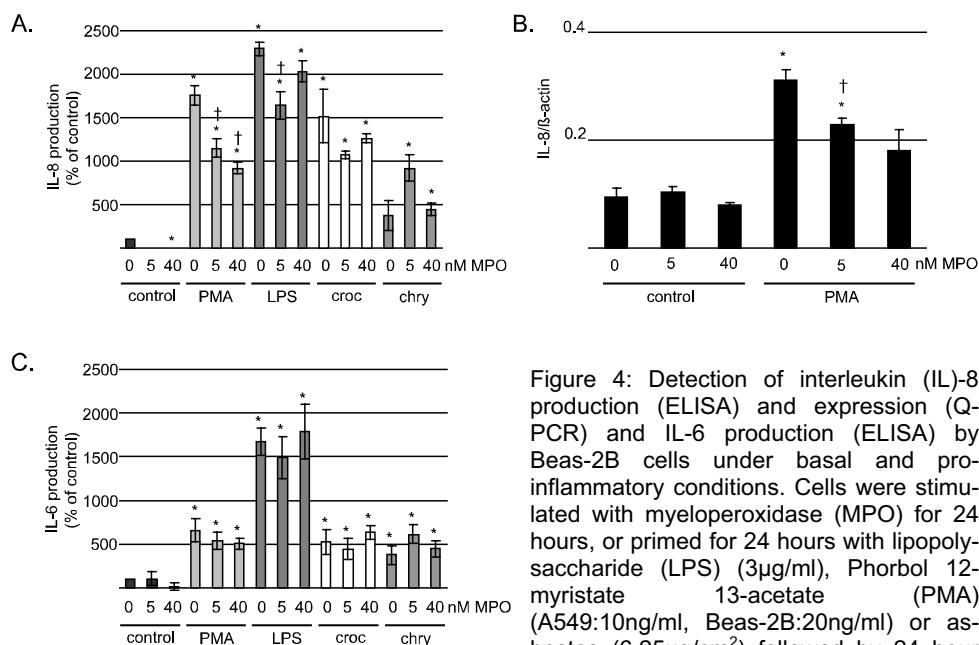 A.
2500
2000
1500
1000
500
IL-8 production
(% of control)
*
*
† *
† *
*
† *
*
*
*
*
*
*
0 5 40 0 5 40 0 5 40 0 5 40 0 5 40 nM MPO
control PMA LPS croc chry
B.
0.4
0.2
IL-8/ß-actin
*
† *
0 5 40 0 5 40 nM MPO
control PMA
C.
2500
2000
1500
1000
500
IL-6 production
(% of control)
* * *
* * *
* * *
* * *
0 5 40 0 5 40 0 5 40 0 5 40 0 5 40 nM MPO
control PMA LPS croc chry
Figure 4: Detection of interleukin (IL)-8
production (ELISA) and expression (Q-
PCR) and IL-6 production (ELISA) by
Beas-2B cells under basal and pro-
inflammatory conditions. Cells were stimu-
lated with myeloperoxidase (MPO) for 24
hours, or primed for 24 hours with lipopoly-
saccharide (LPS) (3µg/ml), Phorbol 12-
myristate 13-acetate (PMA)
(A549:10ng/ml, Beas-2B:20ng/ml) or as-